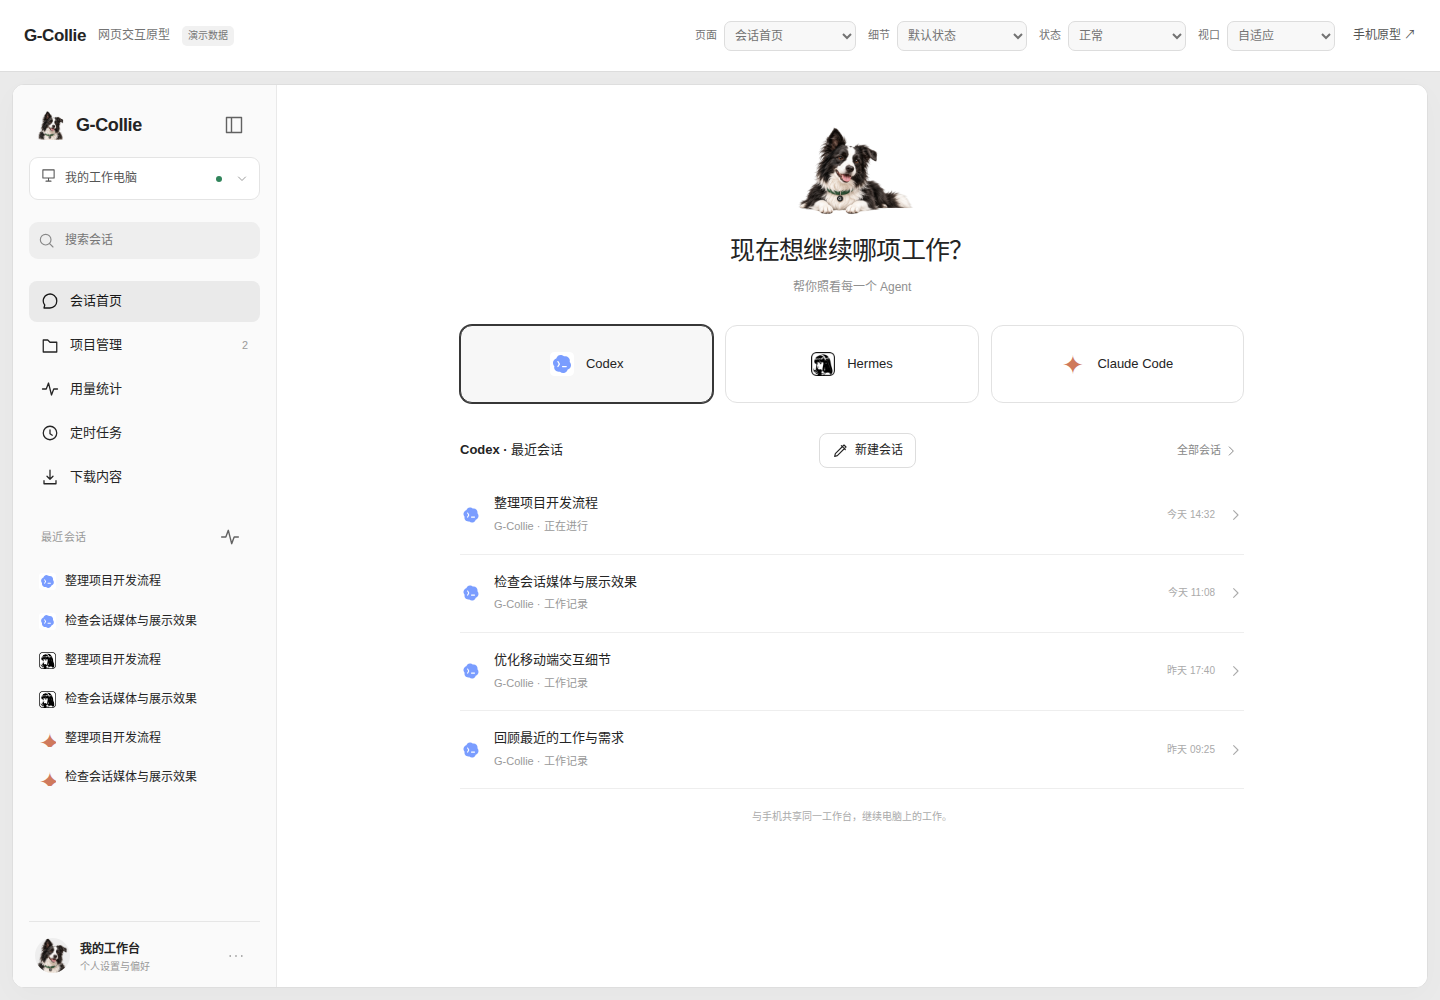 G-Collie 网页交互原型 演示数据
页面 会话首页 细节 默认状态 状态 正常 视口 自适应 手机原型 ↗
G-Collie
我的工作电脑
搜索会话
会话首页
项目管理 2
用量统计
定时任务
下载内容
最近会话
整理项目开发流程
检查会话媒体与展示效果
整理项目开发流程
检查会话媒体与展示效果
整理项目开发流程
检查会话媒体与展示效果
我的工作台
个人设置与偏好
现在想继续哪项工作？
帮你照看每一个 Agent
Codex
Hermes
Claude Code
Codex · 最近会话 新建会话 全部会话
整理项目开发流程
G-Collie · 正在进行
今天 14:32
检查会话媒体与展示效果
G-Collie · 工作记录
今天 11:08
优化移动端交互细节
G-Collie · 工作记录
昨天 17:40
回顾最近的工作与需求
G-Collie · 工作记录
昨天 09:25
与手机共享同一工作台，继续电脑上的工作。